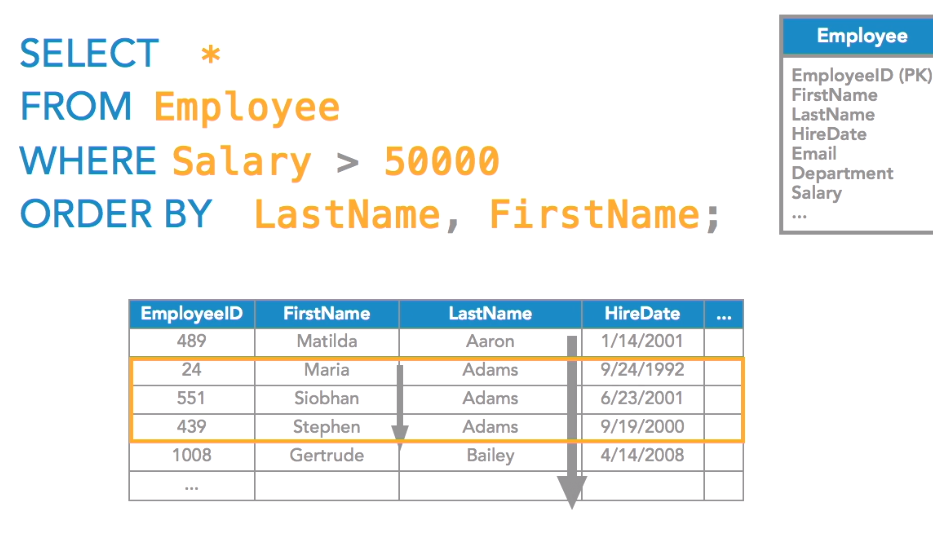 SELECT *
FROM Employee
WHERE Salary > 50000
ORDER BY LastName, FirstName;
Employee
EmployeeID (PK)
FirstName
LastName
HireDate
Email
Department
Salary
...
EmployeeID FirstName LastName HireDate ...
489 Matilda Aaron 1/14/2001
24 Maria Adams 9/24/1992
551 Siobhan Adams 6/23/2001
439 Stephen Adams 9/19/2000
1008 Gertrude Bailey 4/14/2008
...